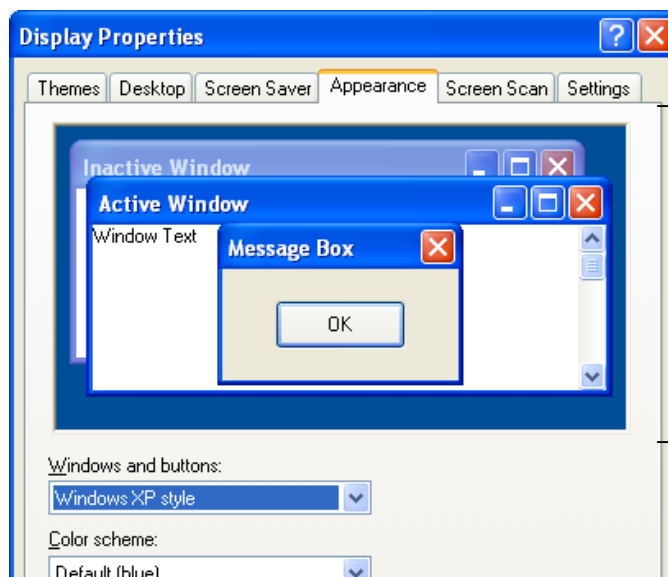 Display Properties
Themes Desktop Screen Saver Appearance Screen Scan Settings
Inactive Window
Active Window
Window Text
Message Box
OK
Windows and buttons:
Windows XP style
Color scheme:
Default (blue)